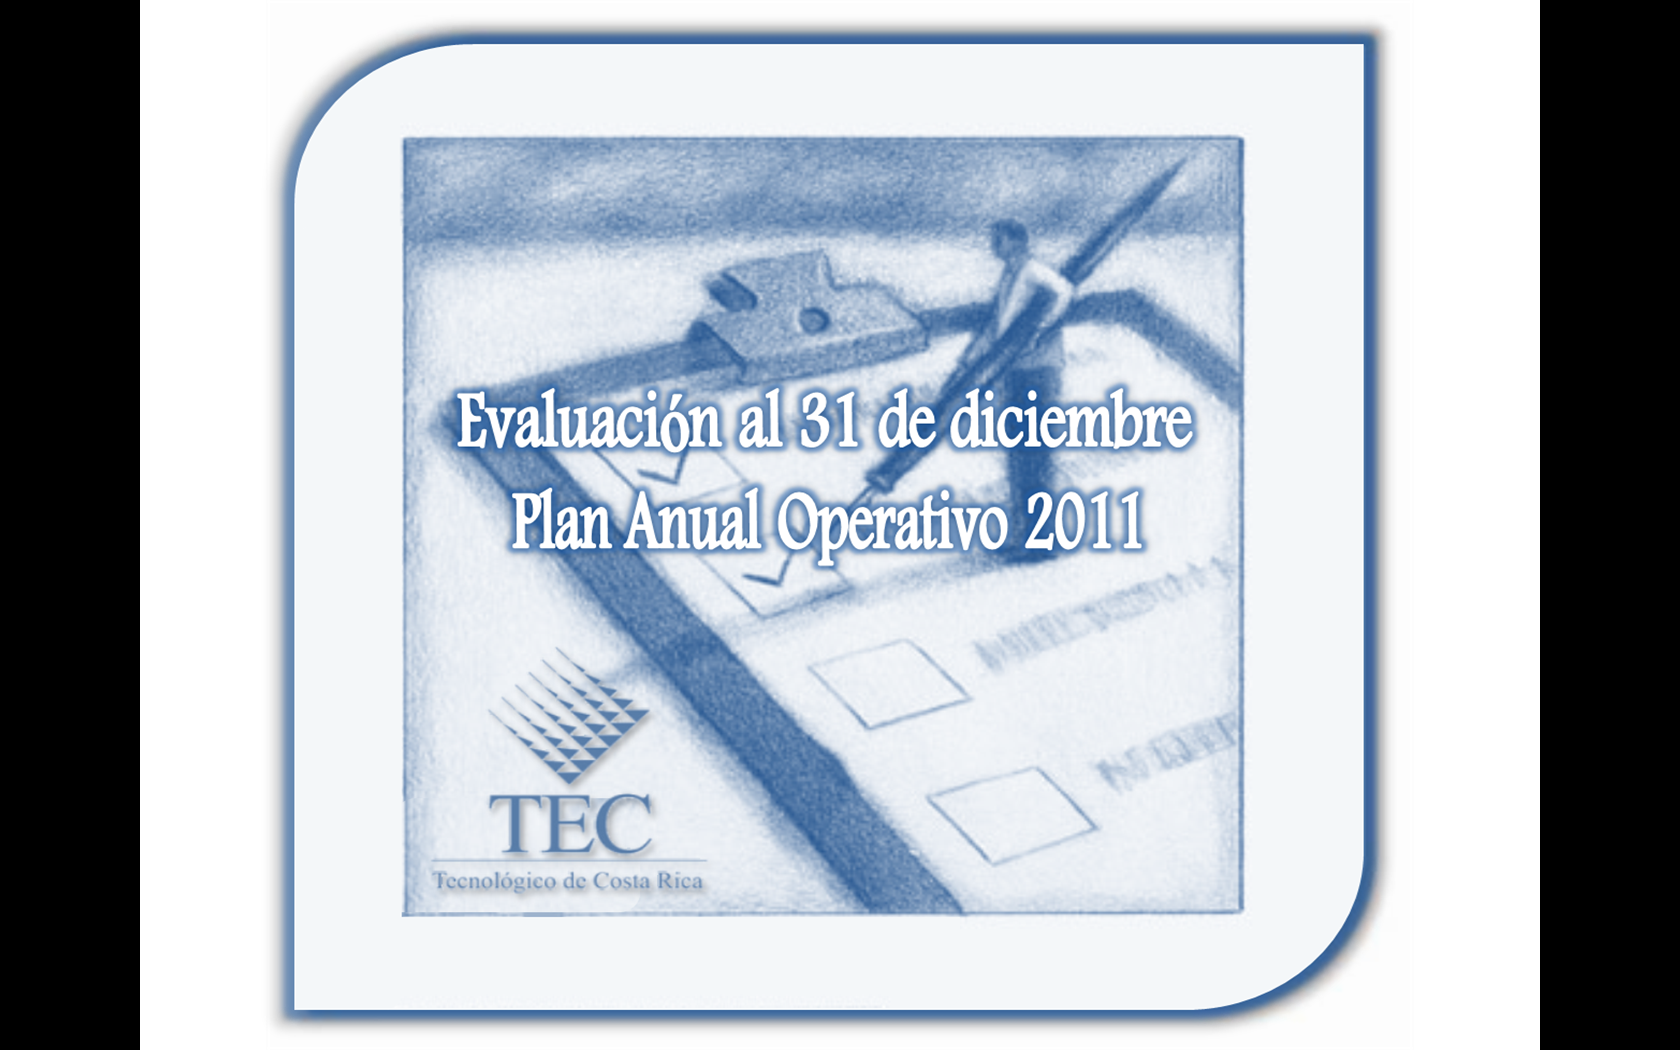 Evaluación al 31 de diciembre
Plan Anual Operativo 2011
TEC
Tecnológico de Costa Rica